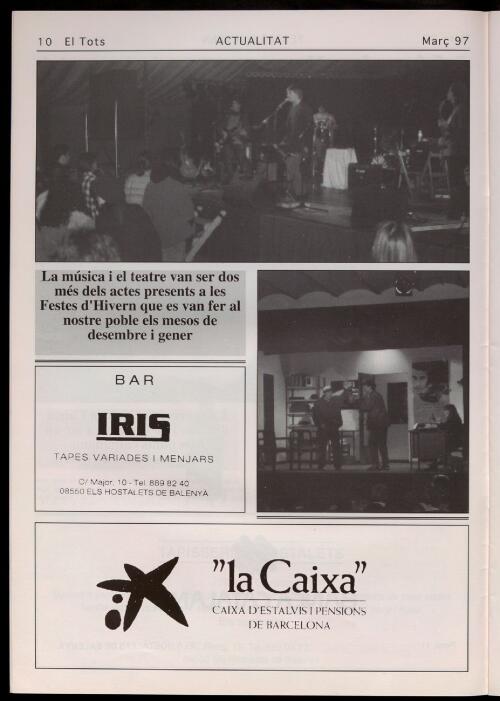 10 El Tots
ACTUALITAT
Març 97
La música i el teatre van ser dos
més dels actes presents a les
Festes d'Hivern que es van fer al
nostre poble els mesos de
desembre i gener
BAR
IRIS
TAPES VARIADES I MENJARS
C/ Major, 10 - Tel. 889 82 40
08550 ELS HOSTALETS DE BALENYÀ
"la Caixa"
CAIXA D'ESTALVIS I PENSIONS
DE BARCELONA